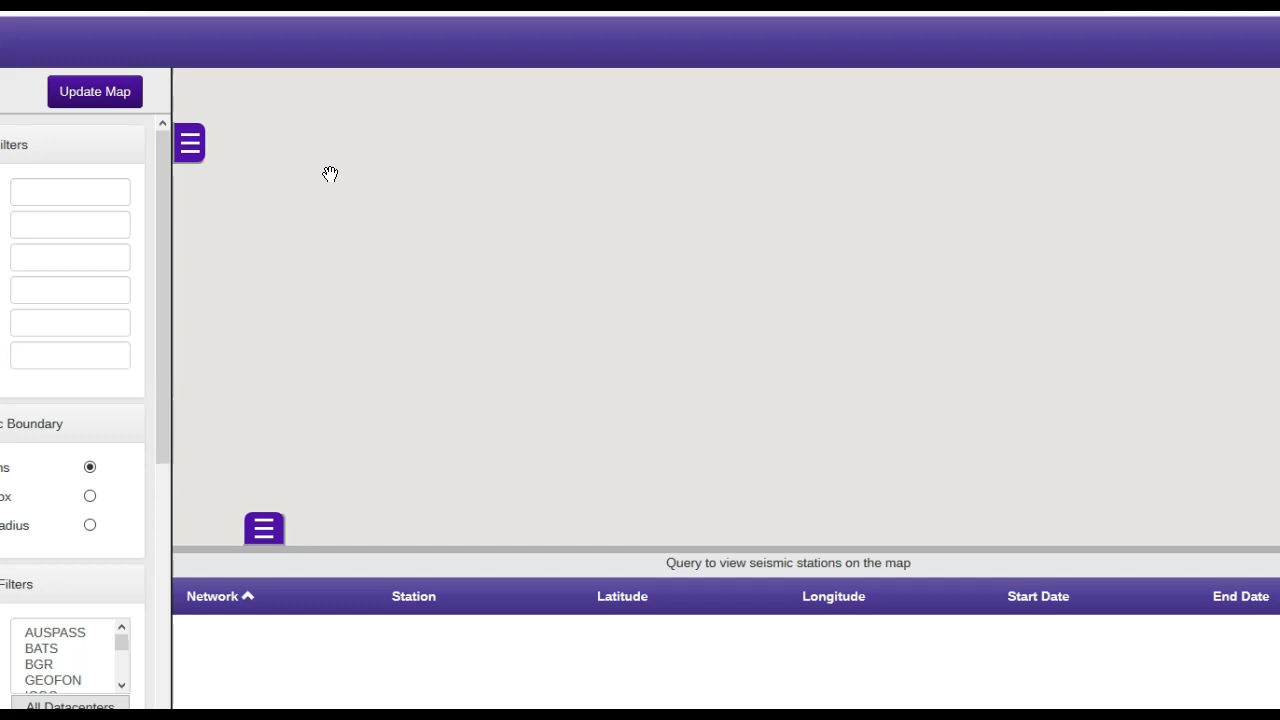 Update Map
ilters
c Boundary
ns
ox
adius
Filters
AUSPASS
BATS
BGR
GEOFON
All Datacenters
Query to view seismic stations on the map
Network Station Latitude Longitude Start Date End Date